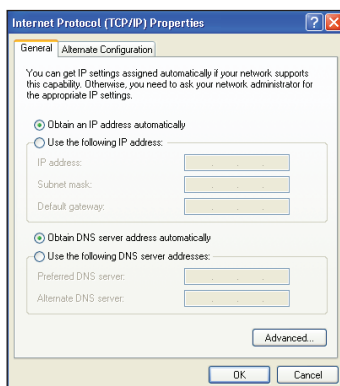 Internet Protocol (TCP/IP) Properties
General
Alternate Configuration
You can get IP settings assigned automatically if your network supports
this capability. Otherwise, you need to ask your network administrator for
the appropriate IP settings.
Obtain an IP address automatically
Use the following IP address:
IP address:
Subnet mask:
Default gateway:
Obtain DNS server address automatically
Use the following DNS server addresses:
Preferred DNS server:
Alternate DNS server:
Advanced...
OK
Cancel